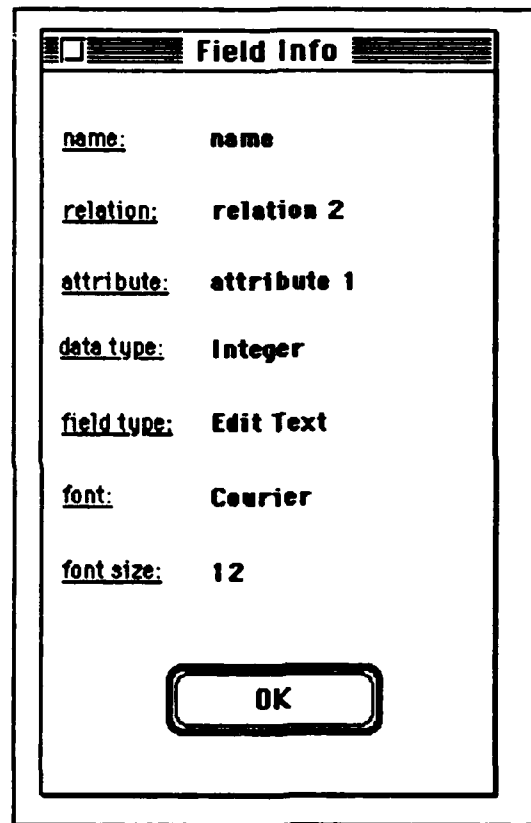 Field Info
name: name
relation: relation 2
attribute: attribute 1
data type: Integer
field type: Edit Text
font: Courier
font size: 12
OK